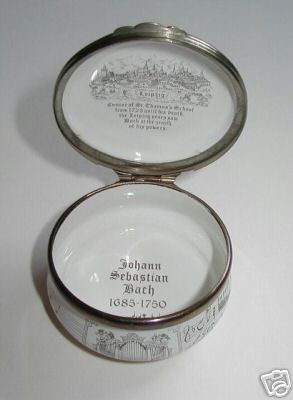 Leipzig
Cantor of St. Thomas's School
from 1723 until his death,
the Leipzig years saw
Bach at the zenith
of his powers.
Johann
Sebastian
Bach
1685-1750